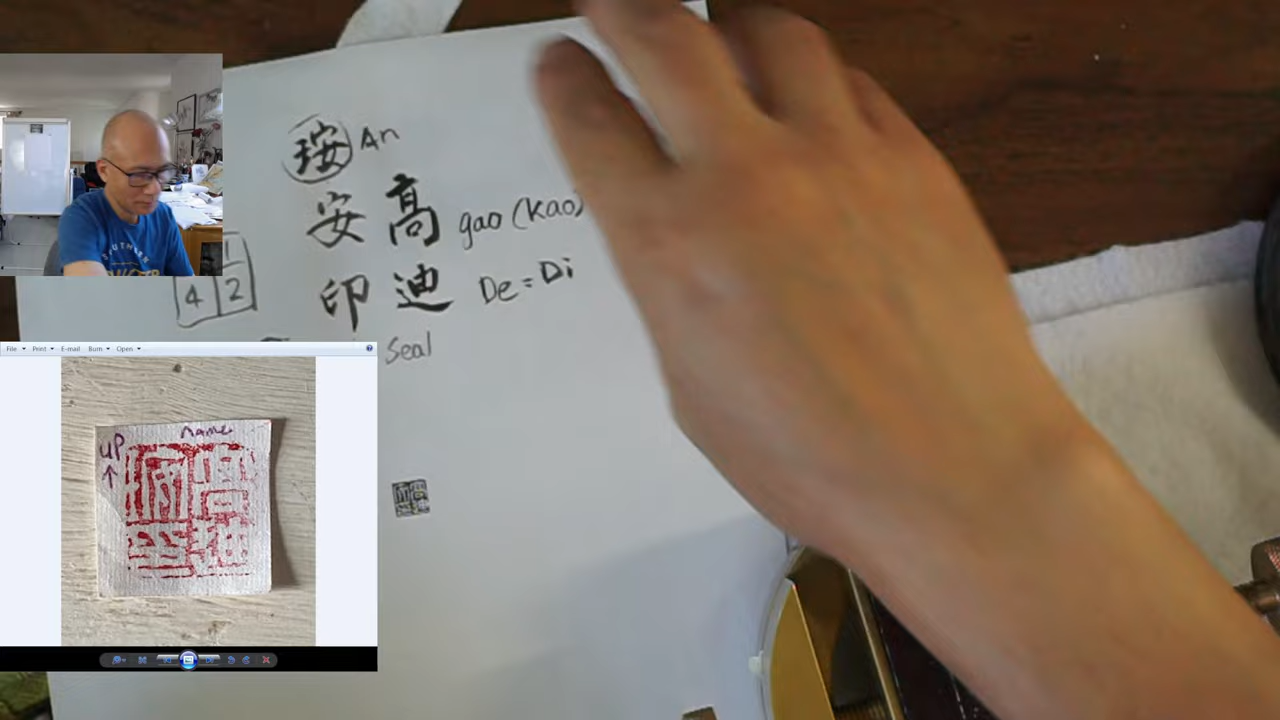 珱 An
安 高 gao (Kao)
印 迪 De = Di
Seal
1
4 2
File Print E-mail Burn Open
UP
name